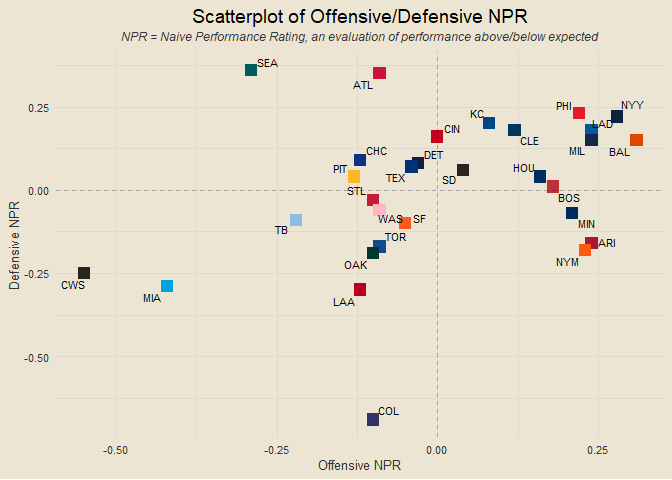 Scatterplot of Offensive/Defensive NPR
NPR = Naive Performance Rating, an evaluation of performance above/below expected
SEA
ATL
KC
PHI
NYY
LAD
CIN
CLE
MIL
BAL
CHC
DET
PIT
TEX
SD
HOU
STL
BOS
WAS
SF
MIN
TB
TOR
ARI
OAK
NYM
CWS
MIA
LAA
COL
0.25
0.00
-0.25
-0.50
Defensive NPR
-0.50
-0.25
0.00
0.25
Offensive NPR